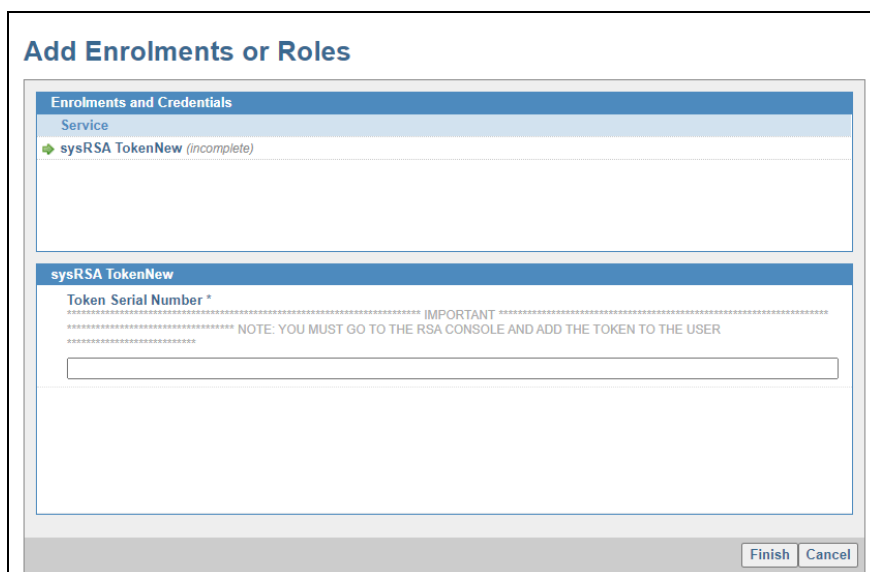 Add Enrolments or Roles
Enrolments and Credentials
Service
sysRSA TokenNew (incomplete)
sysRSA TokenNew
Token Serial Number *
************************************************************************** IMPORTANT *********************************************************************
*********************************** NOTE: YOU MUST GO TO THE RSA CONSOLE AND ADD THE TOKEN TO THE USER
***************************
Finish Cancel